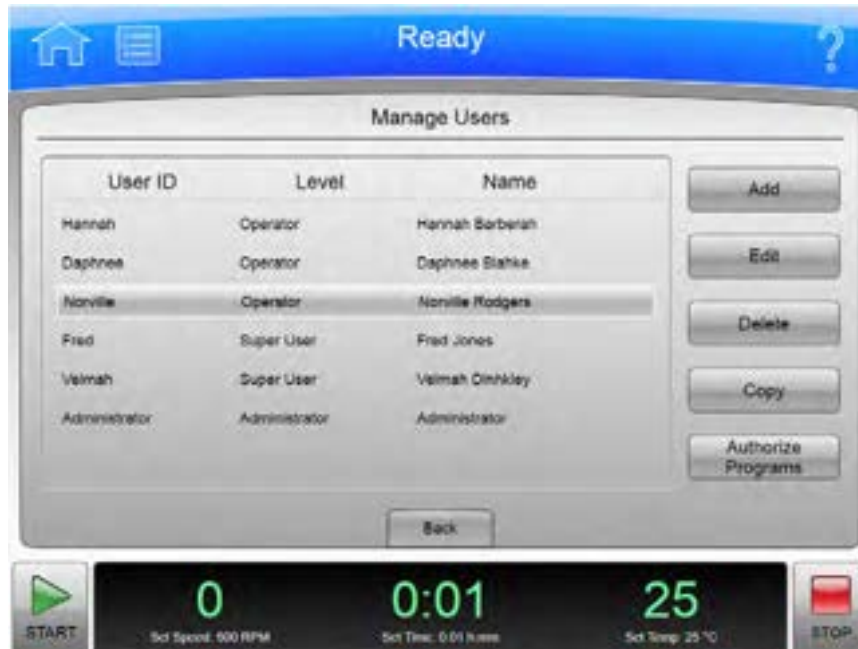 Ready
?
Manage Users
User ID Level Name
Hannah Operator Hannah Barberah
Daphnee Operator Daphnee Blahke
Norville Operator Norville Rodgers
Fred Super User Fred Jones
Velmah Super User Velmah Dinhkley
Administrator Administrator Administrator
Add
Edit
Delete
Copy
Authorize
Programs
Back
START
0
Set Speed: 500 RPM
0:01
Set Time: 0:01 h:mm
25
Set Temp: 25 °C
STOP